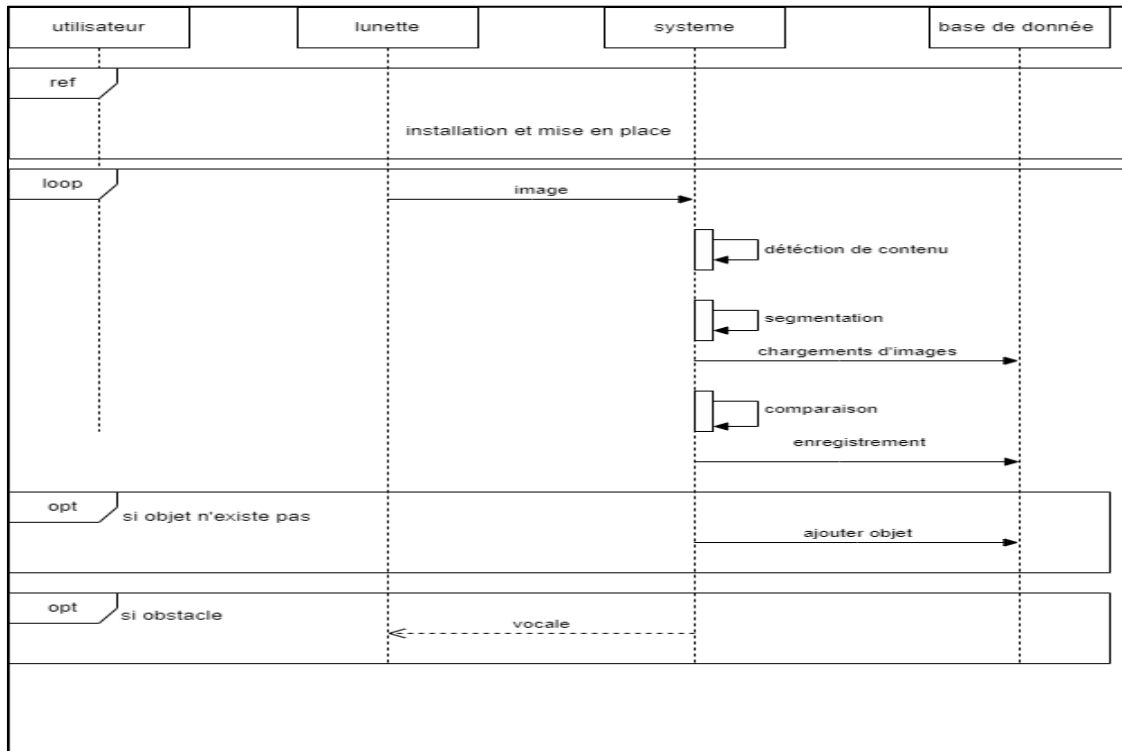 utilisateur
lunette
systeme
base de donnée
ref
installation et mise en place
loop
image
détéction de contenu
segmentation
chargements d'images
comparaison
enregistrement
opt
si objet n'existe pas
ajouter objet
opt
si obstacle
vocale